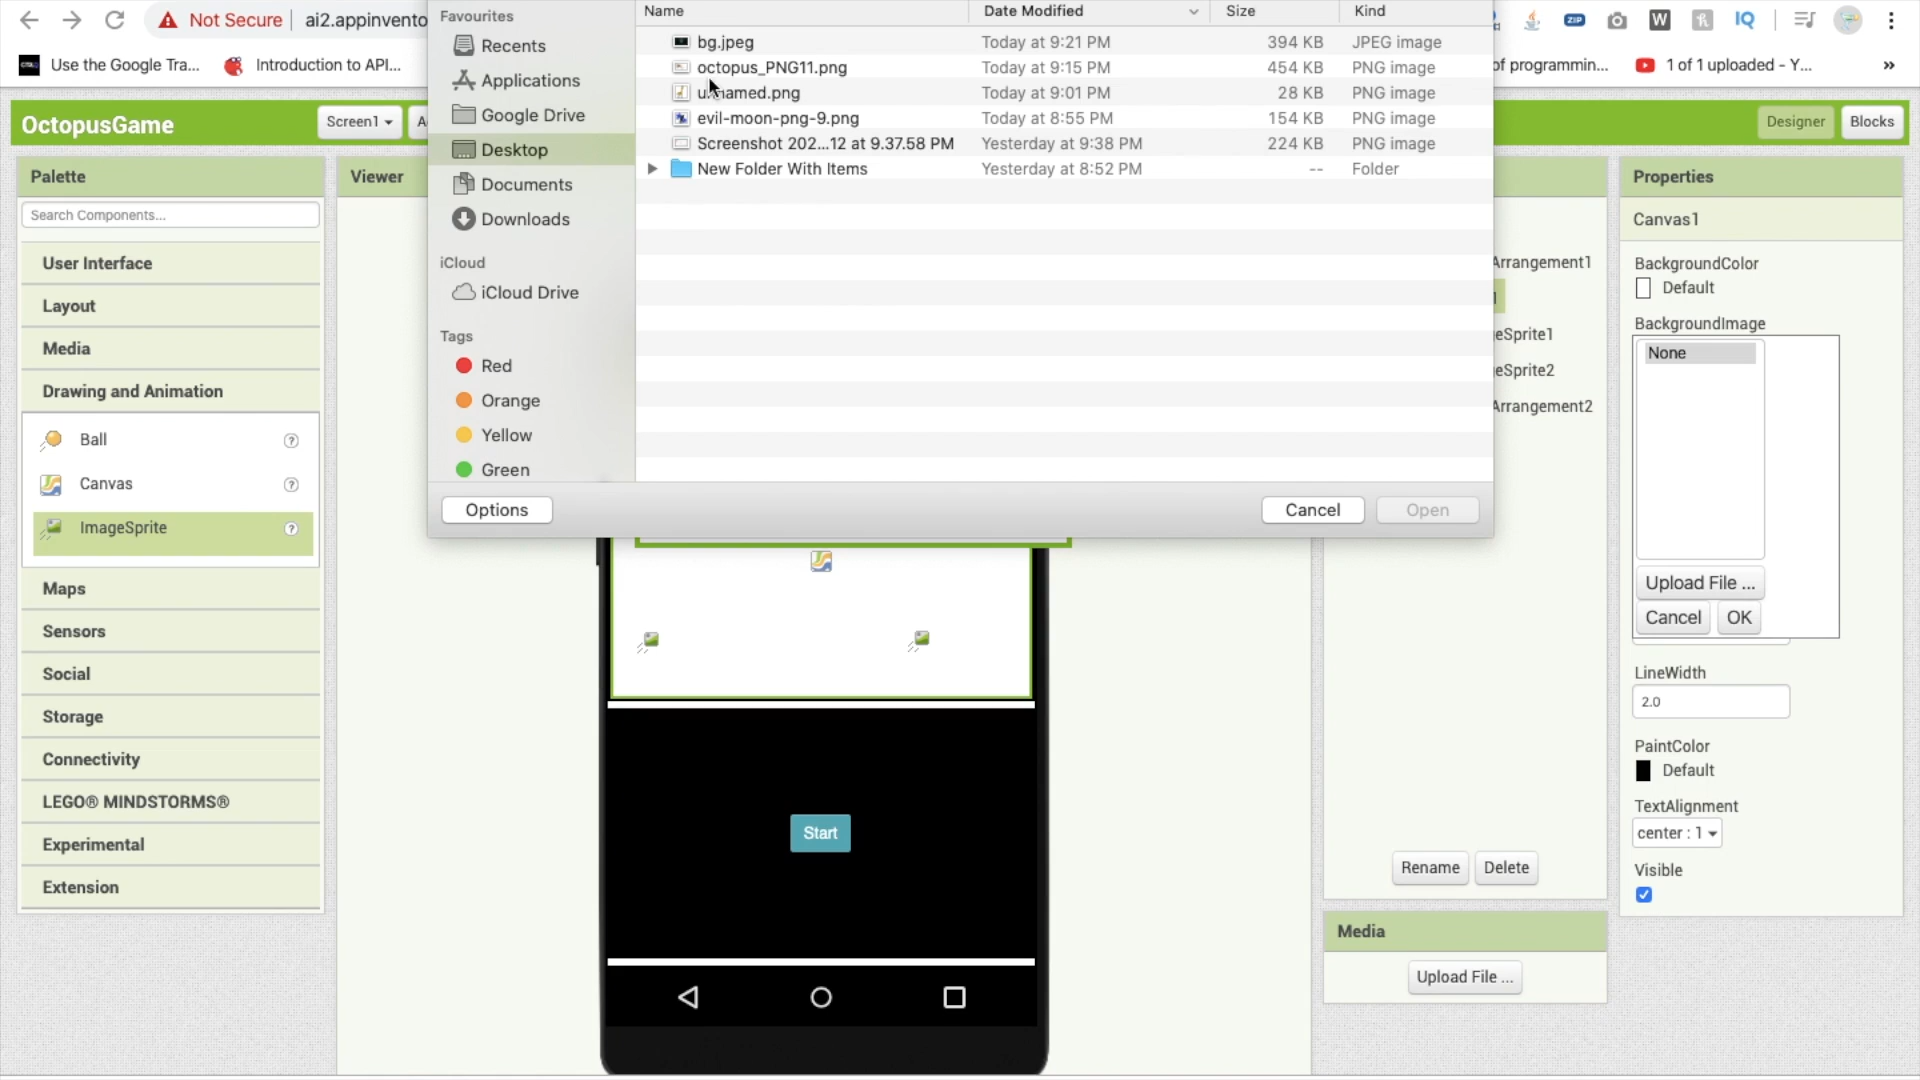 Not Secure
ai2.appinvento
Use the Google Tra...
Introduction to API...
of programmin...
1 of 1 uploaded - Y...
»
ZIP
W
IQ
Favourites
Recents
Applications
Google Drive
Desktop
Documents
Downloads
iCloud
iCloud Drive
Tags
Red
Orange
Yellow
Green
Name Date Modified Size Kind
bg.jpeg Today at 9:21 PM 394 KB JPEG image
octopus_PNG11.png Today at 9:15 PM 454 KB PNG image
unnamed.png Today at 9:01 PM 28 KB PNG image
evil-moon-png-9.png Today at 8:55 PM 154 KB PNG image
Screenshot 202...12 at 9.37.58 PM Yesterday at 9:38 PM 224 KB PNG image
New Folder With Items Yesterday at 8:52 PM -- Folder
Options
Cancel
Open
OctopusGame
Screen1
A
Designer
Blocks
Palette
Search Components...
User Interface
Layout
Media
Drawing and Animation
Ball ?
Canvas ?
ImageSprite ?
Maps
Sensors
Social
Storage
Connectivity
LEGO® MINDSTORMS®
Experimental
Extension
Viewer
Start
Arrangement1
1
eSprite1
eSprite2
Arrangement2
Rename
Delete
Media
Upload File ...
Properties
Canvas1
BackgroundColor
Default
BackgroundImage
None
Upload File ...
Cancel
OK
LineWidth
2.0
PaintColor
Default
TextAlignment
center : 1
Visible